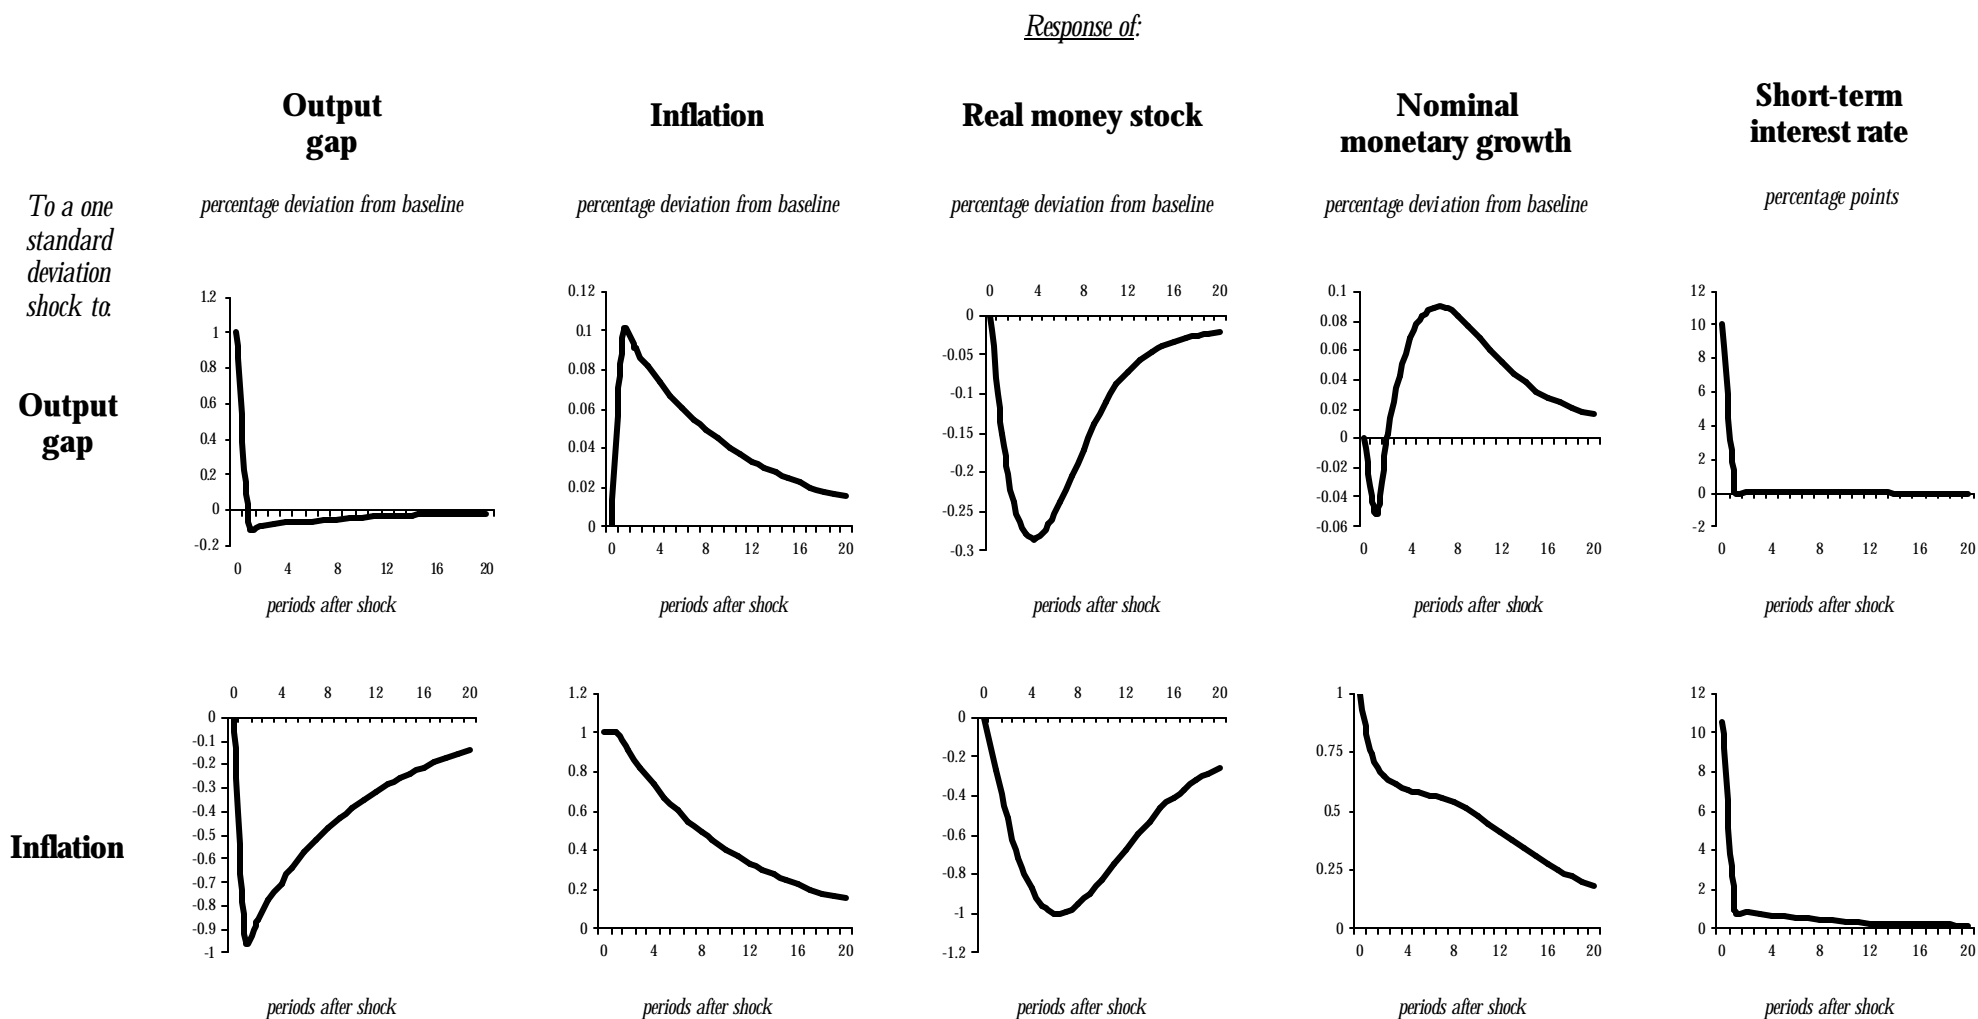 Response of:
Output
gap
Inflation
Real money stock
Nominal
monetary growth
Short-term
interest rate
To a one
standard
deviation
shock to:
percentage deviation from baseline
percentage deviation from baseline
percentage deviation from baseline
percentage deviation from baseline
percentage points
Output
gap
1.2
1
0.8
0.6
0.4
0.2
0
-0.2
0 4 8 12 16 20
periods after shock
0.12
0.1
0.08
0.06
0.04
0.02
0
0 4 8 12 16 20
periods after shock
0 4 8 12 16 20
0
-0.05
-0.1
-0.15
-0.2
-0.25
-0.3
periods after shock
0.1
0.08
0.06
0.04
0.02
0
-0.02
-0.04
-0.06
0 4 8 12 16 20
periods after shock
12
10
8
6
4
2
0
-2
0 4 8 12 16 20
periods after shock
Inflation
0 4 8 12 16 20
0
-0.1
-0.2
-0.3
-0.4
-0.5
-0.6
-0.7
-0.8
-0.9
-1
periods after shock
1.2
1
0.8
0.6
0.4
0.2
0
0 4 8 12 16 20
periods after shock
0 4 8 12 16 20
0
-0.2
-0.4
-0.6
-0.8
-1
-1.2
periods after shock
1
0.75
0.5
0.25
0
0 4 8 12 16 20
periods after shock
12
10
8
6
4
2
0
0 4 8 12 16 20
periods after shock